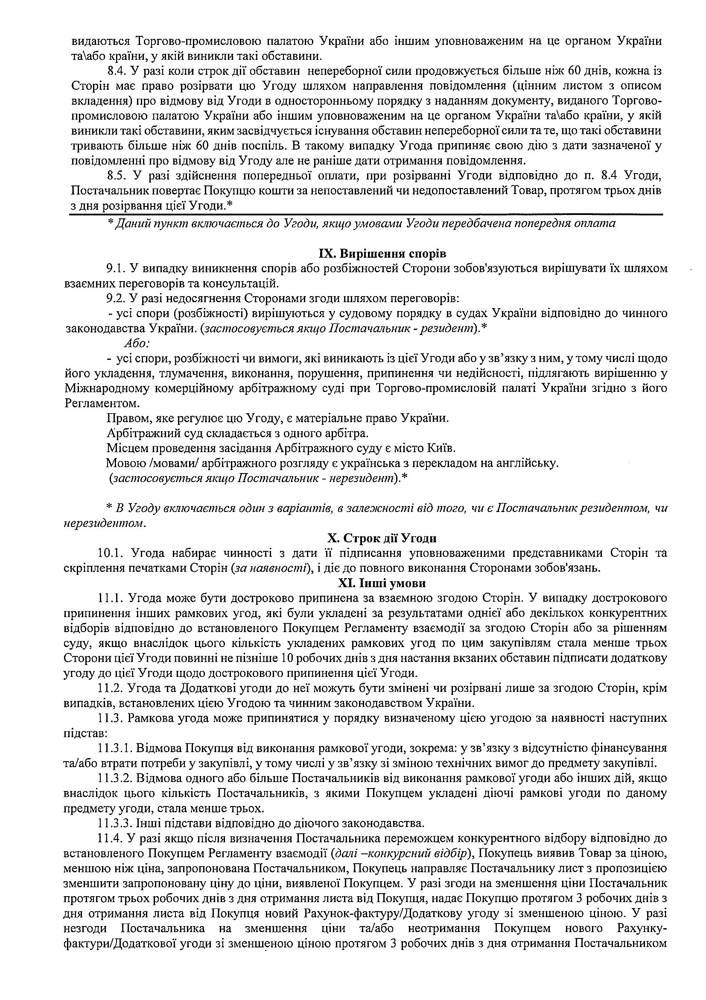 видаються Торгово-промисловою палатою України або іншим уповноваженим на це органом України
та\або країни, у якій виникли такі обставини.
8.4. У разі коли строк дії обставин непереборної сили продовжується більше ніж 60 днів, кожна із
Сторін має право розірвати цю Угоду шляхом направлення повідомлення (цінним листом з описом
вкладення) про відмову від Угоди в односторонньому порядку з наданням документу, виданого Торгово-
промисловою палатою України або іншим уповноваженим на це органом України та\або країни, у якій
виникли такі обставини, яким засвідчується існування обставин непереборної сили та те, що такі обставини
тривають більше ніж 60 днів поспіль. В такому випадку Угода припиняє свою дію з дати зазначеної у
повідомленні про відмову від Угоду але не раніше дати отримання повідомлення.
8.5. У разі здійснення попередньої оплати, при розірванні Угоди відповідно до п. 8.4 Угоди,
Постачальник повертає Покупцю кошти за непоставлений чи недопоставлений Товар, протягом трьох днів
з дня розірвання цієї Угоди.*
* Даний пункт включається до Угоди, якщо умовами Угоди передбачена попередня оплата
IX. Вирішення спорів
9.1. У випадку виникнення спорів або розбіжностей Сторони зобов'язуються вирішувати їх шляхом
взаємних переговорів та консультацій.
9.2. У разі недосягнення Сторонами згоди шляхом переговорів:
- усі спори (розбіжності) вирішуються у судовому порядку в судах України відповідно до чинного
законодавства України. (застосовується якщо Постачальник - резидент).*
Або:
- усі спори, розбіжності чи вимоги, які виникають із цієї Угоди або у зв’язку з ним, у тому числі щодо
його укладення, тлумачення, виконання, порушення, припинення чи недійсності, підлягають вирішенню у
Міжнародному комерційному арбітражному суді при Торгово-промисловій палаті України згідно з його
Регламентом.
Правом, яке регулює цю Угоду, є матеріальне право України.
Арбітражний суд складається з одного арбітра.
Місцем проведення засідання Арбітражного суду є місто Київ.
Мовою /мовами/ арбітражного розгляду є українська з перекладом на англійську.
(застосовується якщо Постачальник - нерезидент).*
* В Угоду включається один з варіантів, в залежності від того, чи є Постачальник резидентом, чи
нерезидентом.
X. Строк дії Угоди
10.1. Угода набирає чинності з дати її підписання уповноваженими представниками Сторін та
скріплення печатками Сторін (за наявності), і діє до повного виконання Сторонами зобов'язань.
XI. Інші умови
11.1. Угода може бути достроково припинена за взаємною згодою Сторін. У випадку дострокового
припинення інших рамкових угод, які були укладені за результатами однієї або декількох конкурентних
відборів відповідно до встановленого Покупцем Регламенту взаємодії за згодою Сторін або за рішенням
суду, якщо внаслідок цього кількість укладених рамкових угод по цим закупівлям стала менше трьох
Сторони цієї Угоди повинні не пізніше 10 робочих днів з дня настання вкзаних обставин підписати додаткову
угоду до цієї Угоди щодо дострокового припинення цієї Угоди.
11.2. Угода та Додаткові угоди до неї можуть бути змінені чи розірвані лише за згодою Сторін, крім
випадків, встановлених цією Угодою та чинним законодавством України.
11.3. Рамкова угода може припинятися у порядку визначеному цією угодою за наявності наступних
підстав:
11.3.1. Відмова Покупця від виконання рамкової угоди, зокрема: у зв’язку з відсутністю фінансування
та/або втрати потреби у закупівлі, у тому числі у зв’язку зі зміною технічних вимог до предмету закупівлі.
11.3.2. Відмова одного або більше Постачальників від виконання рамкової угоди або інших дій, якщо
внаслідок цього кількість Постачальників, з якими Покупцем укладені діючі рамкові угоди по даному
предмету угоди, стала менше трьох.
11.3.3. Інші підстави відповідно до діючого законодавства.
11.4. У разі якщо після визначення Постачальника переможцем конкурентного відбору відповідно до
встановленого Покупцем Регламенту взаємодії (далі –конкурсний відбір), Покупець виявив Товар за ціною,
меншою ніж ціна, запропонована Постачальником, Покупець направляє Постачальнику лист з пропозицією
зменшити запропоновану ціну до ціни, виявленої Покупцем. У разі згоди на зменшення ціни Постачальник
протягом трьох робочих днів з дня отримання листа від Покупця, надає Покупцю протягом 3 робочих днів з
дня отримання листа від Покупця новий Рахунок-фактуру/Додаткову угоду зі зменшеною ціною. У разі
незгоди Постачальника на зменшення ціни та/або неотримання Покупцем нового Рахунку-
фактури/Додаткової угоди зі зменшеною ціною протягом 3 робочих днів з дня отримання Постачальником